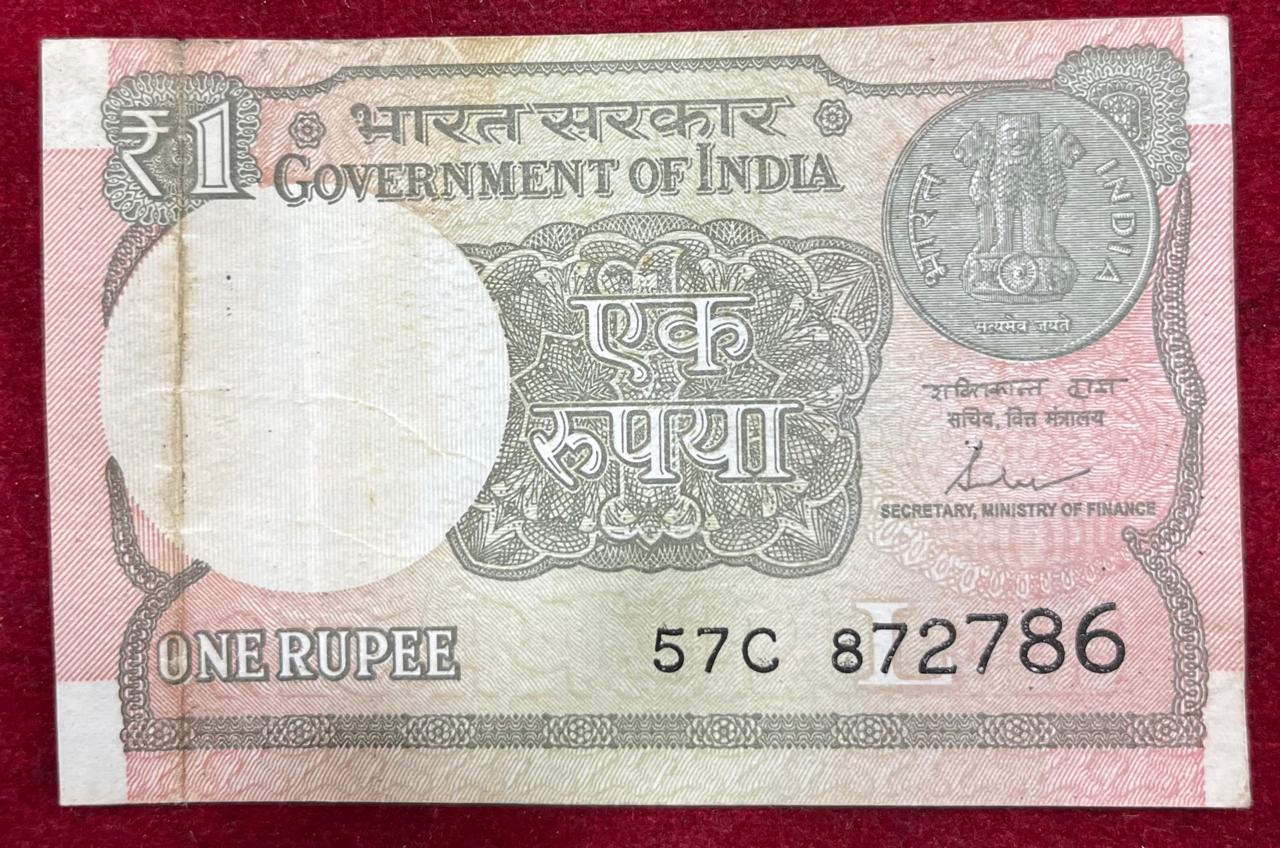 ₹1
भारत सरकार
GOVERNMENT OF INDIA
भारत INDIA
सत्यमेव जयते
एक
रुपया
शक्तिकान्त दास
सचिव, वित्त मंत्रालय
SECRETARY, MINISTRY OF FINANCE
L
ONE RUPEE
57C 872786